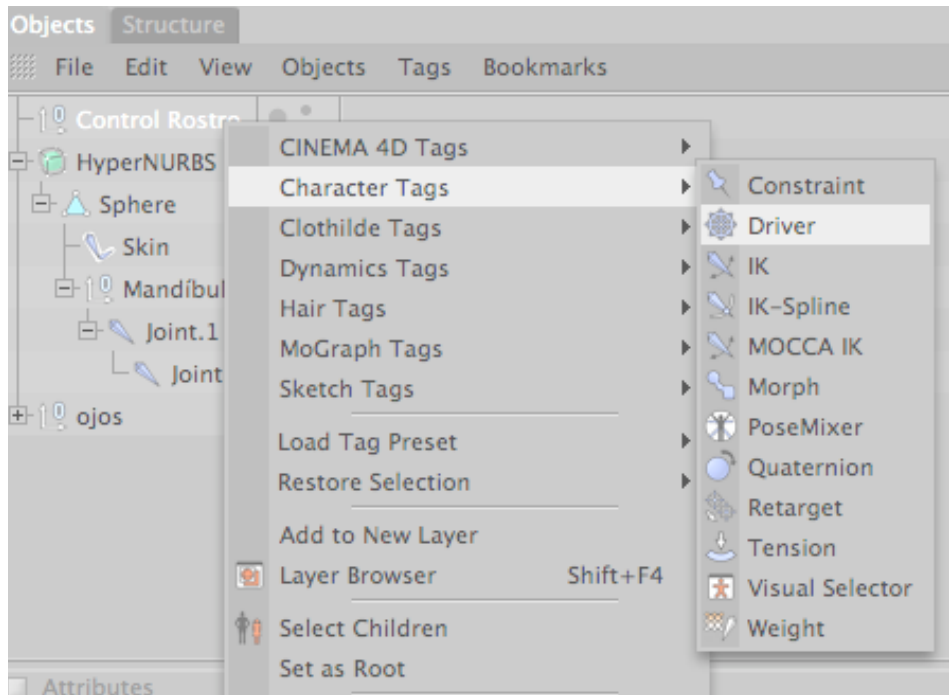 Objects Structure
File Edit View Objects Tags Bookmarks
Control Rostro
HyperNURBS
Sphere
Skin
Mandíbul
Joint.1
Joint
ojos
CINEMA 4D Tags
Character Tags
Clothilde Tags
Dynamics Tags
Hair Tags
MoGraph Tags
Sketch Tags
Load Tag Preset
Restore Selection
Add to New Layer
Layer Browser Shift+F4
Select Children
Set as Root
Constraint
Driver
IK
IK-Spline
MOCCA IK
Morph
PoseMixer
Quaternion
Retarget
Tension
Visual Selector
Weight
Attributes